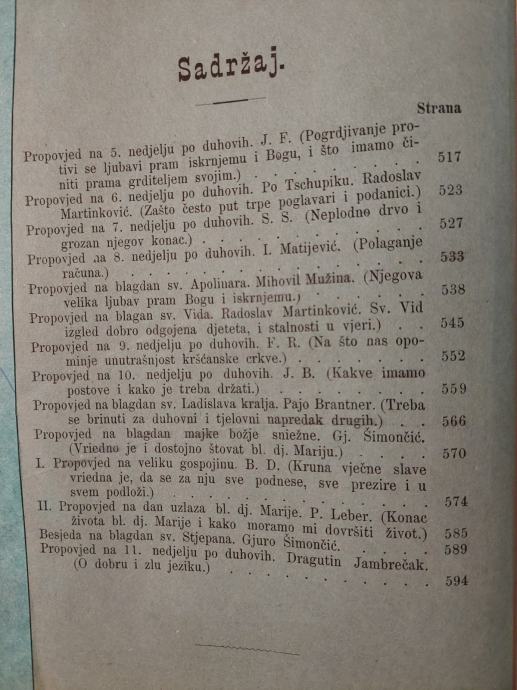 Sadržaj.
Strana
Propovjed na 5. nedjelju po duhovih. J. F. (Pogrdjivanje pro-
tivi se ljubavi pram iskrnjemu i Bogu, i što imamo či-
niti prama grditeljem svojim.) . . . . . . . . 517
Propovjed na 6. nedjelju po duhovih. Po Tschupiku. Radoslav
Martinković. (Zašto često put trpe poglavari i podanici.) 523
Propovjed na 7. nedjelju po duhovih. S. S. (Neplodno drvo i
grozan njegov konac.) . . . . . . . . . . 527
Propovjed na 8. nedjelju po duhovih. I. Matijević. (Polaganje
računa.) . . . . . . . . . . . . . 533
Propovjed na blagdan sv. Apolinara. Mihovil Mužina. (Njegova
velika ljubav pram Bogu i iskrnjemu.) . . . . . . 538
Propovjed na blagan sv. Vida. Radoslav Martinković. Sv. Vid
izgled dobro odgojena djeteta, i stalnosti u vjeri.) . . 545
Propovjed na 9. nedjelju po duhovih. F. R. (Na što nas opo-
minje unutrašnjost kršćanske crkve.) . . . . . . 552
Propovjed na 10. nedjelju po duhovih. J. B. (Kakve imamo
postove i kako je treba držati.) . . . . . . . 559
Propovjed na blagdan sv. Ladislava kralja. Pajo Brantner. (Treba
se brinuti za duhovni i tjelovni napredak drugih.) . . 566
Propovjed na blagdan majke božje sniežne. Gj. Šimončić.
(Vriedno je i dostojno štovat bl. dj. Mariju.) . . . . 570
I. Propovjed na veliku gospojinu. B. D. (Kruna vječne slave
vriedna je, da se za nju sve podnese, sve prezire i u
svem podloži.) . . . . . . . . . . . 574
II. Propovjed na dan uzlaza bl. dj. Marije. P. Leber. (Konac
života bl. dj. Marije i kako moramo mi dovršiti život.) 585
Besjeda na blagdan sv. Stjepana. Gjuro Šimončić. . . . . 589
Propovjed na 11. nedjelju po duhovih. Dragutin Jambrečak.
(O dobru i zlu jeziku.) . . . . . . . . . . 594